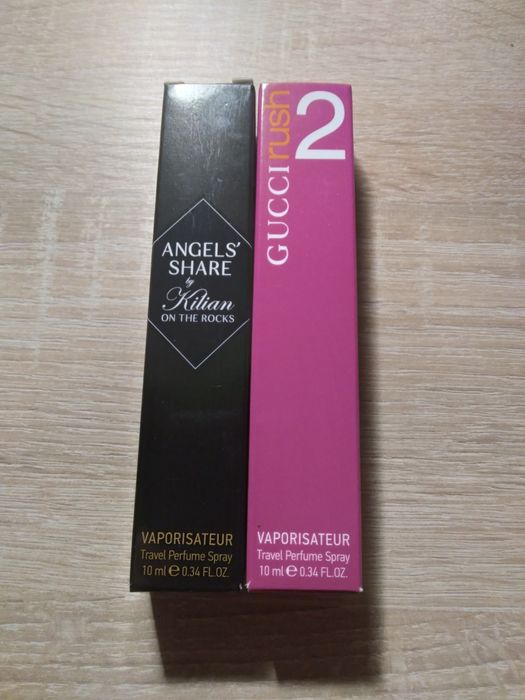 ANGELS'
SHARE
by
Kilian
ON THE ROCKS
VAPORISATEUR
Travel Perfume Spray
10 ml e 0.34 FL.OZ.
GUCCI rush 2
VAPORISATEUR
Travel Perfume Spray
10 ml e 0.34 FL.OZ.